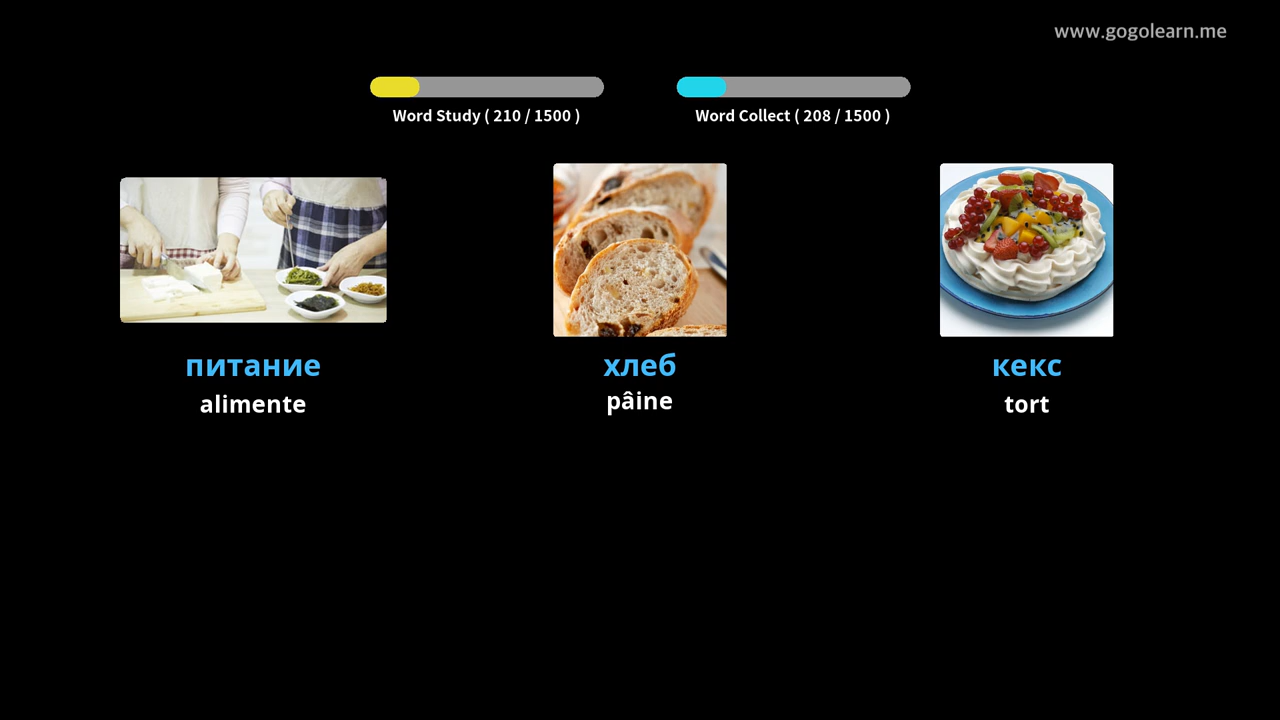 www.gogolearn.me
Word Study ( 210 / 1500 )
Word Collect ( 208 / 1500 )
питание
хлеб
кекс
alimente
pâine
tort